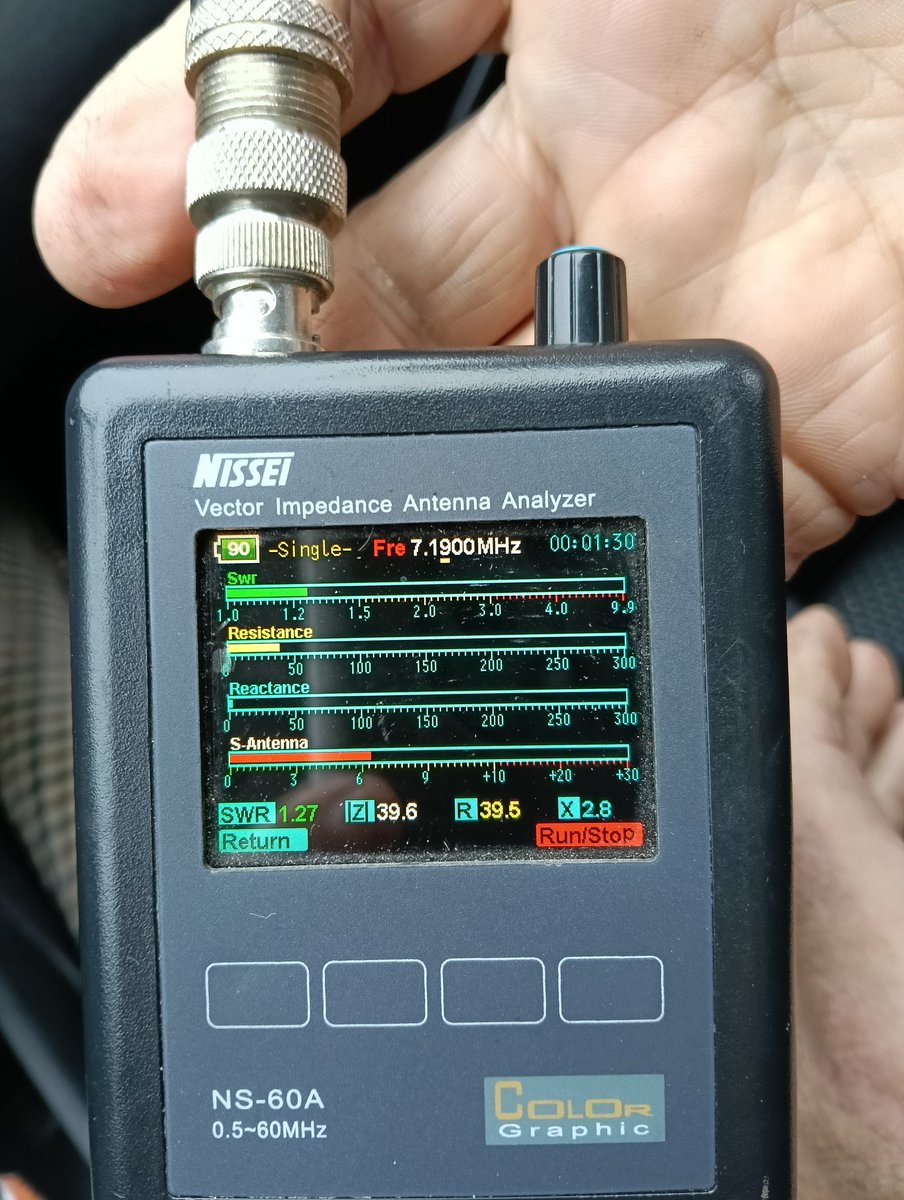 NISSEI
Vector Impedance Antenna Analyzer
90 -Single- Fre 7.1900MHz 00:01:30
Swr
1.0 1.2 1.5 2.0 3.0 4.0 9.9
Resistance
0 50 100 150 200 250 300
Reactance
0 50 100 150 200 250 300
S-Antenna
0 3 6 9 +10 +20 +30
SWR 1.27 |Z| 39.6 R 39.5 X 2.8
Return Run/Stop
NS-60A
0.5~60MHz
COLOR
Graphic